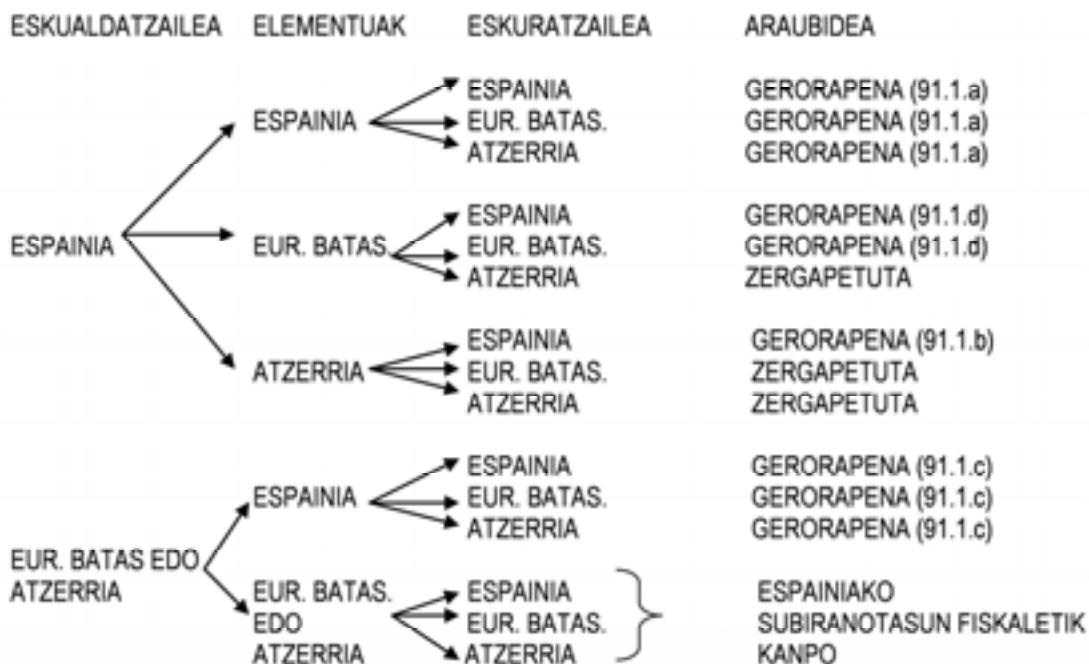 ESKUALDATZAILEA ELEMENTUAK ESKURATZAILEA ARAUBIDEA
ESPAINIA GERORAPENA (91.1.a)
ESPAINIA EUR. BATAS. GERORAPENA (91.1.a)
ATZERRIA GERORAPENA (91.1.a)
ESPAINIA GERORAPENA (91.1.d)
ESPAINIA EUR. BATAS. EUR. BATAS. GERORAPENA (91.1.d)
ATZERRIA ZERGAPETUTA
ESPAINIA GERORAPENA (91.1.b)
ATZERRIA EUR. BATAS. ZERGAPETUTA
ATZERRIA ZERGAPETUTA
ESPAINIA GERORAPENA (91.1.c)
ESPAINIA EUR. BATAS. GERORAPENA (91.1.c)
ATZERRIA GERORAPENA (91.1.c)
EUR. BATAS EDO
ATZERRIA EUR. BATAS. ESPAINIA ESPAINIAKO
EDO EUR. BATAS. SUBIRANOTASUN FISKALETIK
ATZERRIA ATZERRIA KANPO